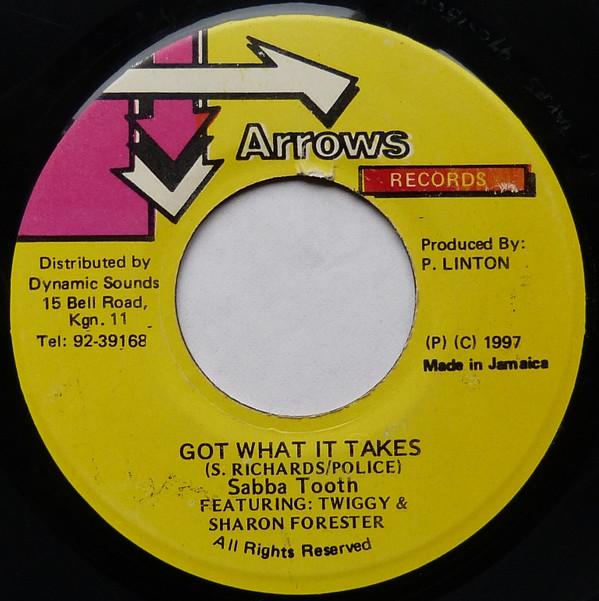 Arrows
RECORDS
Distributed by
Dynamic Sounds
15 Bell Road,
Kgn. 11
Tel: 92-39168
Produced By:
P. LINTON
(P) (C) 1997
Made in Jamaica
GOT WHAT IT TAKES
(S. RICHARDS/POLICE)
Sabba Tooth
FEATURING: TWIGGY &
SHARON FORESTER
All Rights Reserved